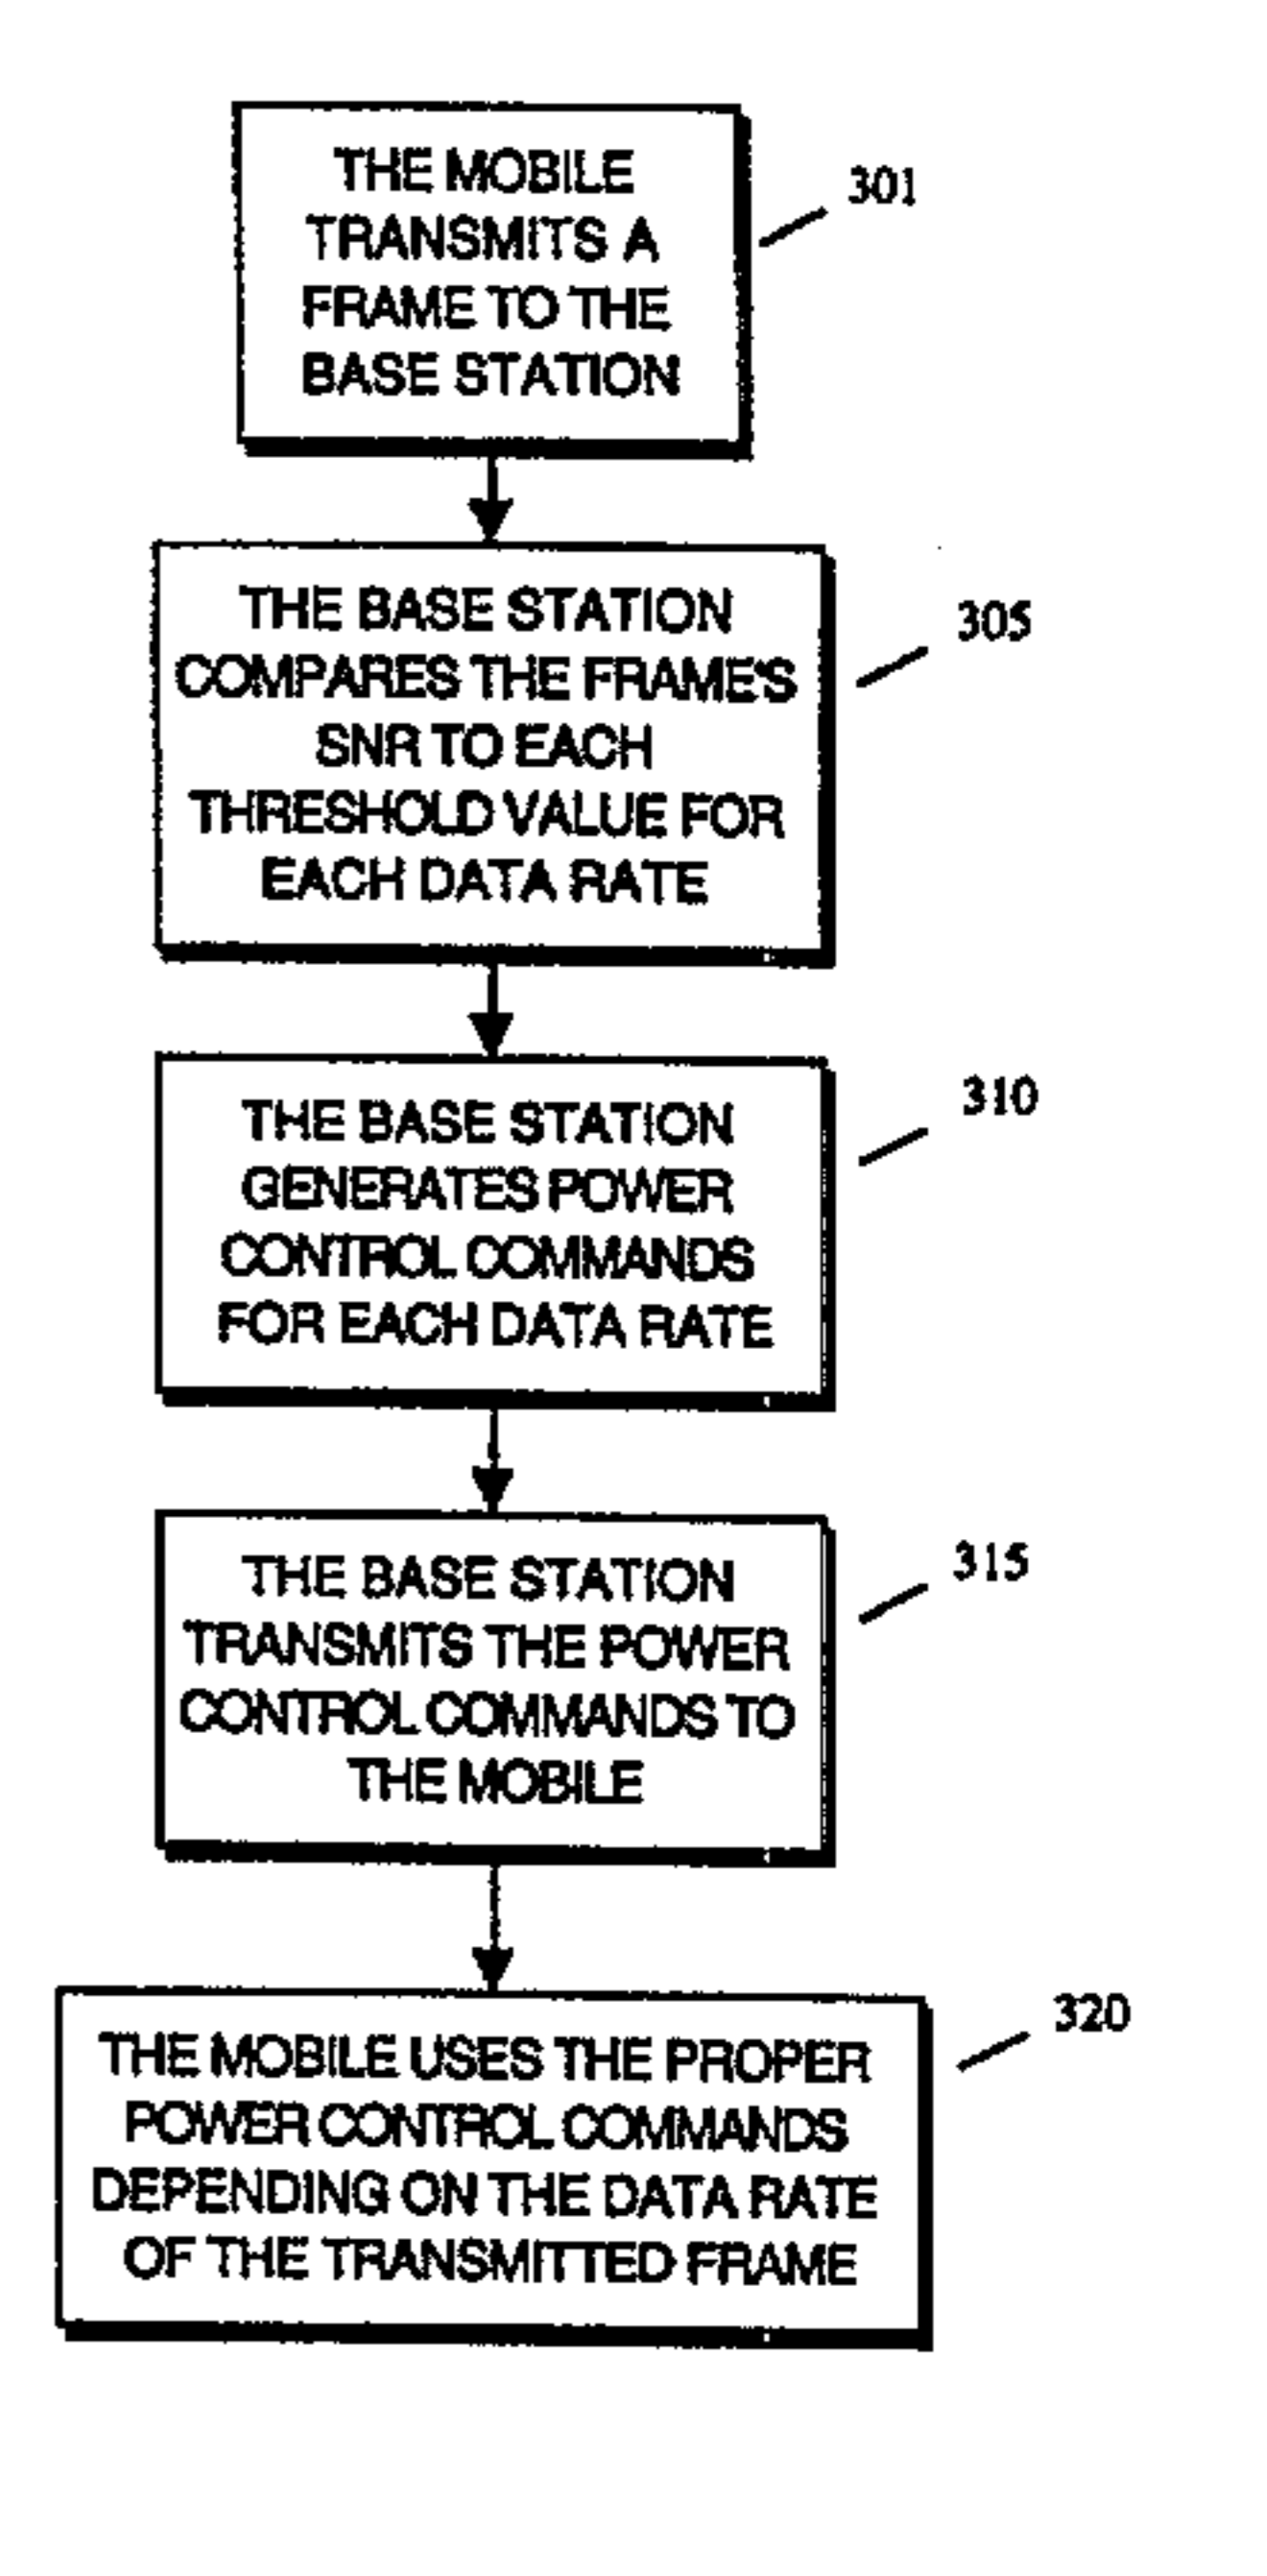 THE MOBILE
TRANSMITS A
FRAME TO THE
BASE STATION
301
THE BASE STATION
COMPARES THE FRAME'S
SNR TO EACH
THRESHOLD VALUE FOR
EACH DATA RATE
305
THE BASE STATION
GENERATES POWER
CONTROL COMMANDS
FOR EACH DATA RATE
310
THE BASE STATION
TRANSMITS THE POWER
CONTROL COMMANDS TO
THE MOBILE
315
THE MOBILE USES THE PROPER
POWER CONTROL COMMANDS
DEPENDING ON THE DATA RATE
OF THE TRANSMITTED FRAME
320